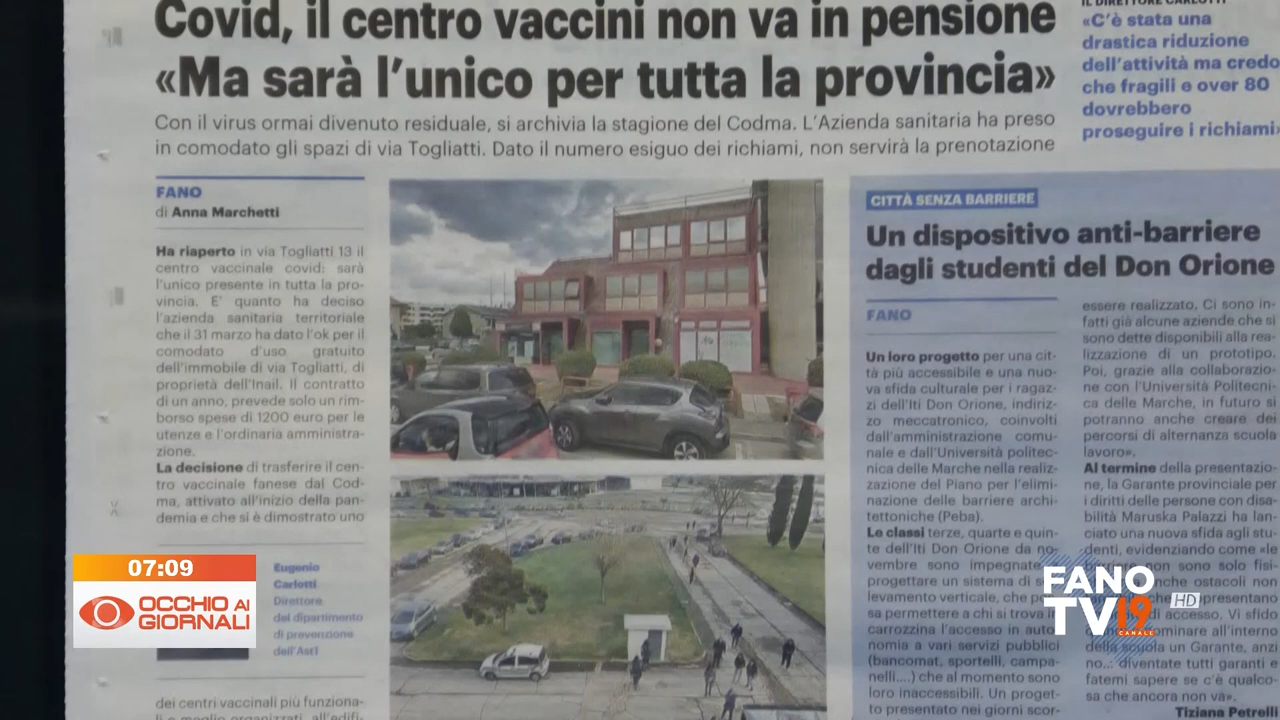 Covid, il centro vaccini non va in pensione
«Ma sarà l'unico per tutta la provincia»
Con il virus ormai divenuto residuale, si archivia la stagione del Codma. L'Azienda sanitaria ha preso
in comodato gli spazi di via Togliatti. Dato il numero esiguo dei richiami, non servirà la prenotazione
IL DIRETTORE CARLOTTI
«C'è stata una
drastica riduzione
dell'attività ma credo
che fragili e over 80
dovrebbero
proseguire i richiami»
FANO
di Anna Marchetti
Ha riaperto in via Togliatti 13 il
centro vaccinale covid: sarà
l'unico presente in tutta la pro-
vincia. E' quanto ha deciso
l'azienda sanitaria territoriale
che il 31 marzo ha dato l'ok per il
comodato d'uso gratuito
dell'immobile di via Togliatti, di
proprietà dell'Inail. Il contratto
di un anno, prevede solo un rim-
borso spese di 1200 euro per le
utenze e l'ordinaria amministra-
zione.
La decisione di trasferire il cen-
tro vaccinale fanese dal Cod-
ma, attivato all'inizio della pan-
demia e che si è dimostrato uno
Eugenio
Carlotti
Direttore
del dipartimento
di prevenzione
dell'Ast1
dei centri vaccinali più funziona-
li e meglio organizzati, all'edifi-
CITTÀ SENZA BARRIERE
Un dispositivo anti-barriere
dagli studenti del Don Orione
FANO
Un loro progetto per una cit-
tà più accessibile e una nuo-
va sfida culturale per i ragaz-
zi dell'Iti Don Orione, indiriz-
zo meccatronico, coinvolti
dall'amministrazione comu-
nale e dall'Università politec-
nica delle Marche nella realiz-
zazione del Piano per l'elimi-
nazione delle barriere archi-
tettoniche (Peba).
Le classi terze, quarte e quin-
te dell'Iti Don Orione da no-
vembre sono impegnate
progettare un sistema di s
levamento verticale, che po
sa permettere a chi si trova i
carrozzina l'accesso in auto
nomia a vari servizi pubblici
(bancomat, sportelli, campa-
nelli....) che al momento sono
loro inaccessibili. Un proget-
to presentato nei giorni scor-
essere realizzato. Ci sono in-
fatti già alcune aziende che si
sono dette disponibili alla rea-
lizzazione di un prototipo.
Poi, grazie alla collaborazio-
ne con l'Università Politecni-
ca delle Marche, in futuro si
potranno anche creare dei
percorsi di alternanza scuola
lavoro».
Al termine della presentazio-
ne, la Garante provinciale per
i diritti delle persone con disa-
bilità Maruska Palazzi ha lan-
ciato una nuova sfida agli stu-
denti, evidenziando come «le
barriere non sono solo fisi-
anche ostacoli non
che presentano
di accesso. Vi sfido
nominare all'interno
della scuola un Garante, anzi
no... diventate tutti garanti e
fatemi sapere se c'è qualco-
sa che ancora non va».
Tiziana Petrelli
07:09
OCCHIO AI
GIORNALI
FANO
TV19 HD
CANALE